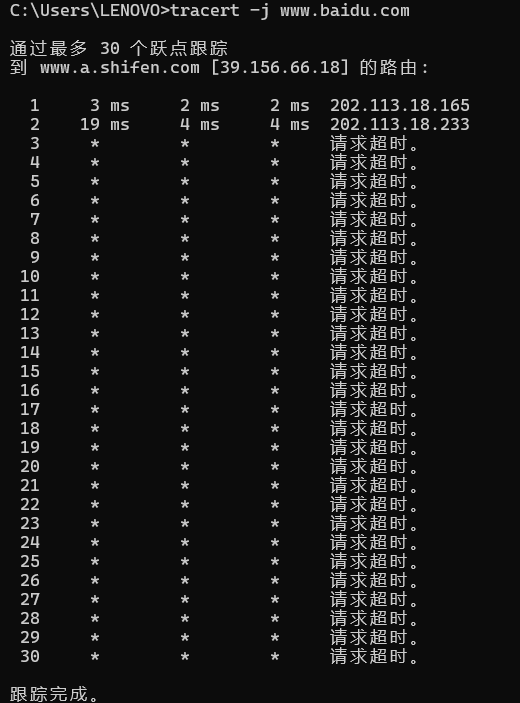 C:\Users\LENOVO>tracert -j www.baidu.com
通过最多 30 个跃点跟踪
到 www.a.shifen.com [39.156.66.18] 的路由:
1 3 ms 2 ms 2 ms 202.113.18.165
2 19 ms 4 ms 4 ms 202.113.18.233
3 * * * 请求超时。
4 * * * 请求超时。
5 * * * 请求超时。
6 * * * 请求超时。
7 * * * 请求超时。
8 * * * 请求超时。
9 * * * 请求超时。
10 * * * 请求超时。
11 * * * 请求超时。
12 * * * 请求超时。
13 * * * 请求超时。
14 * * * 请求超时。
15 * * * 请求超时。
16 * * * 请求超时。
17 * * * 请求超时。
18 * * * 请求超时。
19 * * * 请求超时。
20 * * * 请求超时。
21 * * * 请求超时。
22 * * * 请求超时。
23 * * * 请求超时。
24 * * * 请求超时。
25 * * * 请求超时。
26 * * * 请求超时。
27 * * * 请求超时。
28 * * * 请求超时。
29 * * * 请求超时。
30 * * * 请求超时。
跟踪完成。